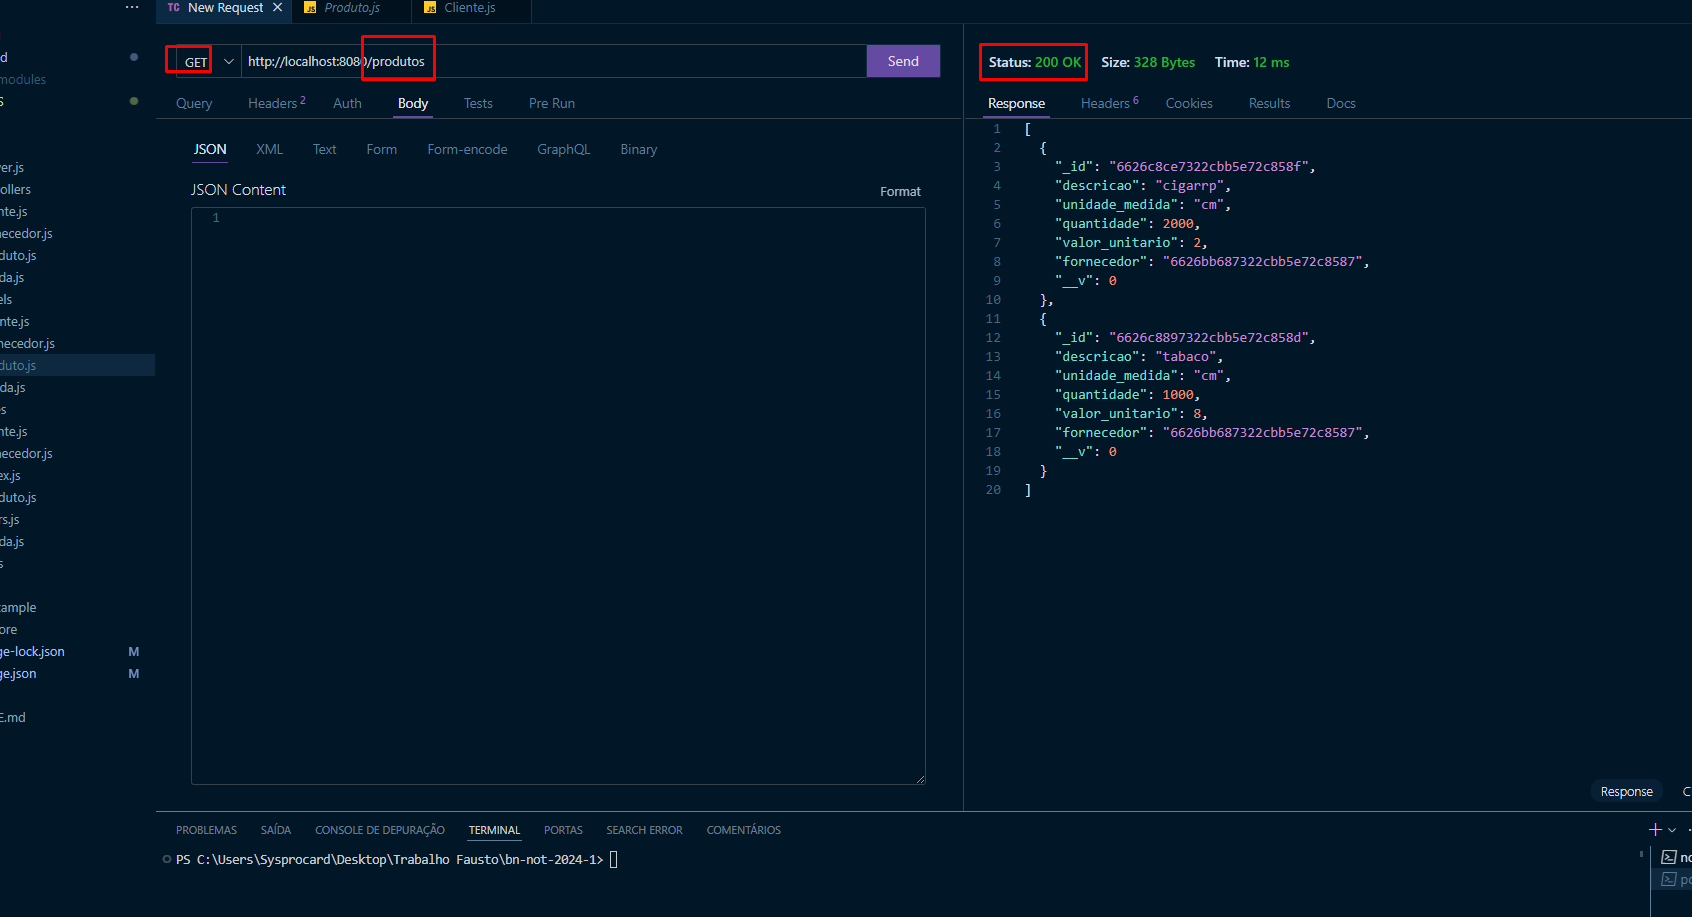 ··· TC New Request × JS Produto.js JS Cliente.js
d
modules
S
ver.js
rollers
nte.js
necedor.js
duto.js
da.js
els
nte.js
necedor.js
duto.js
da.js
es
nte.js
necedor.js
ex.js
duto.js
rs.js
da.js
s
ample
ore
ge-lock.json M
ge.json M
E.md
GET http://localhost:8080/produtos Send
Query Headers 2 Auth Body Tests Pre Run
JSON XML Text Form Form-encode GraphQL Binary
JSON Content Format
1
Status: 200 OK Size: 328 Bytes Time: 12 ms
Response Headers 6 Cookies Results Docs
1 [
2 {
3 "_id": "6626c8ce7322cbb5e72c858f",
4 "descricao": "cigarrp",
5 "unidade_medida": "cm",
6 "quantidade": 2000,
7 "valor_unitario": 2,
8 "fornecedor": "6626bb687322cbb5e72c8587",
9 "__v": 0
10 },
11 {
12 "_id": "6626c8897322cbb5e72c858d",
13 "descricao": "tabaco",
14 "unidade_medida": "cm",
15 "quantidade": 1000,
16 "valor_unitario": 8,
17 "fornecedor": "6626bb687322cbb5e72c8587",
18 "__v": 0
19 }
20 ]
Response C
PROBLEMAS SAÍDA CONSOLE DE DEPURAÇÃO TERMINAL PORTAS SEARCH ERROR COMENTÁRIOS
PS C:\Users\Sysprocard\Desktop\Trabalho Fausto\bn-not-2024-1>
no
po